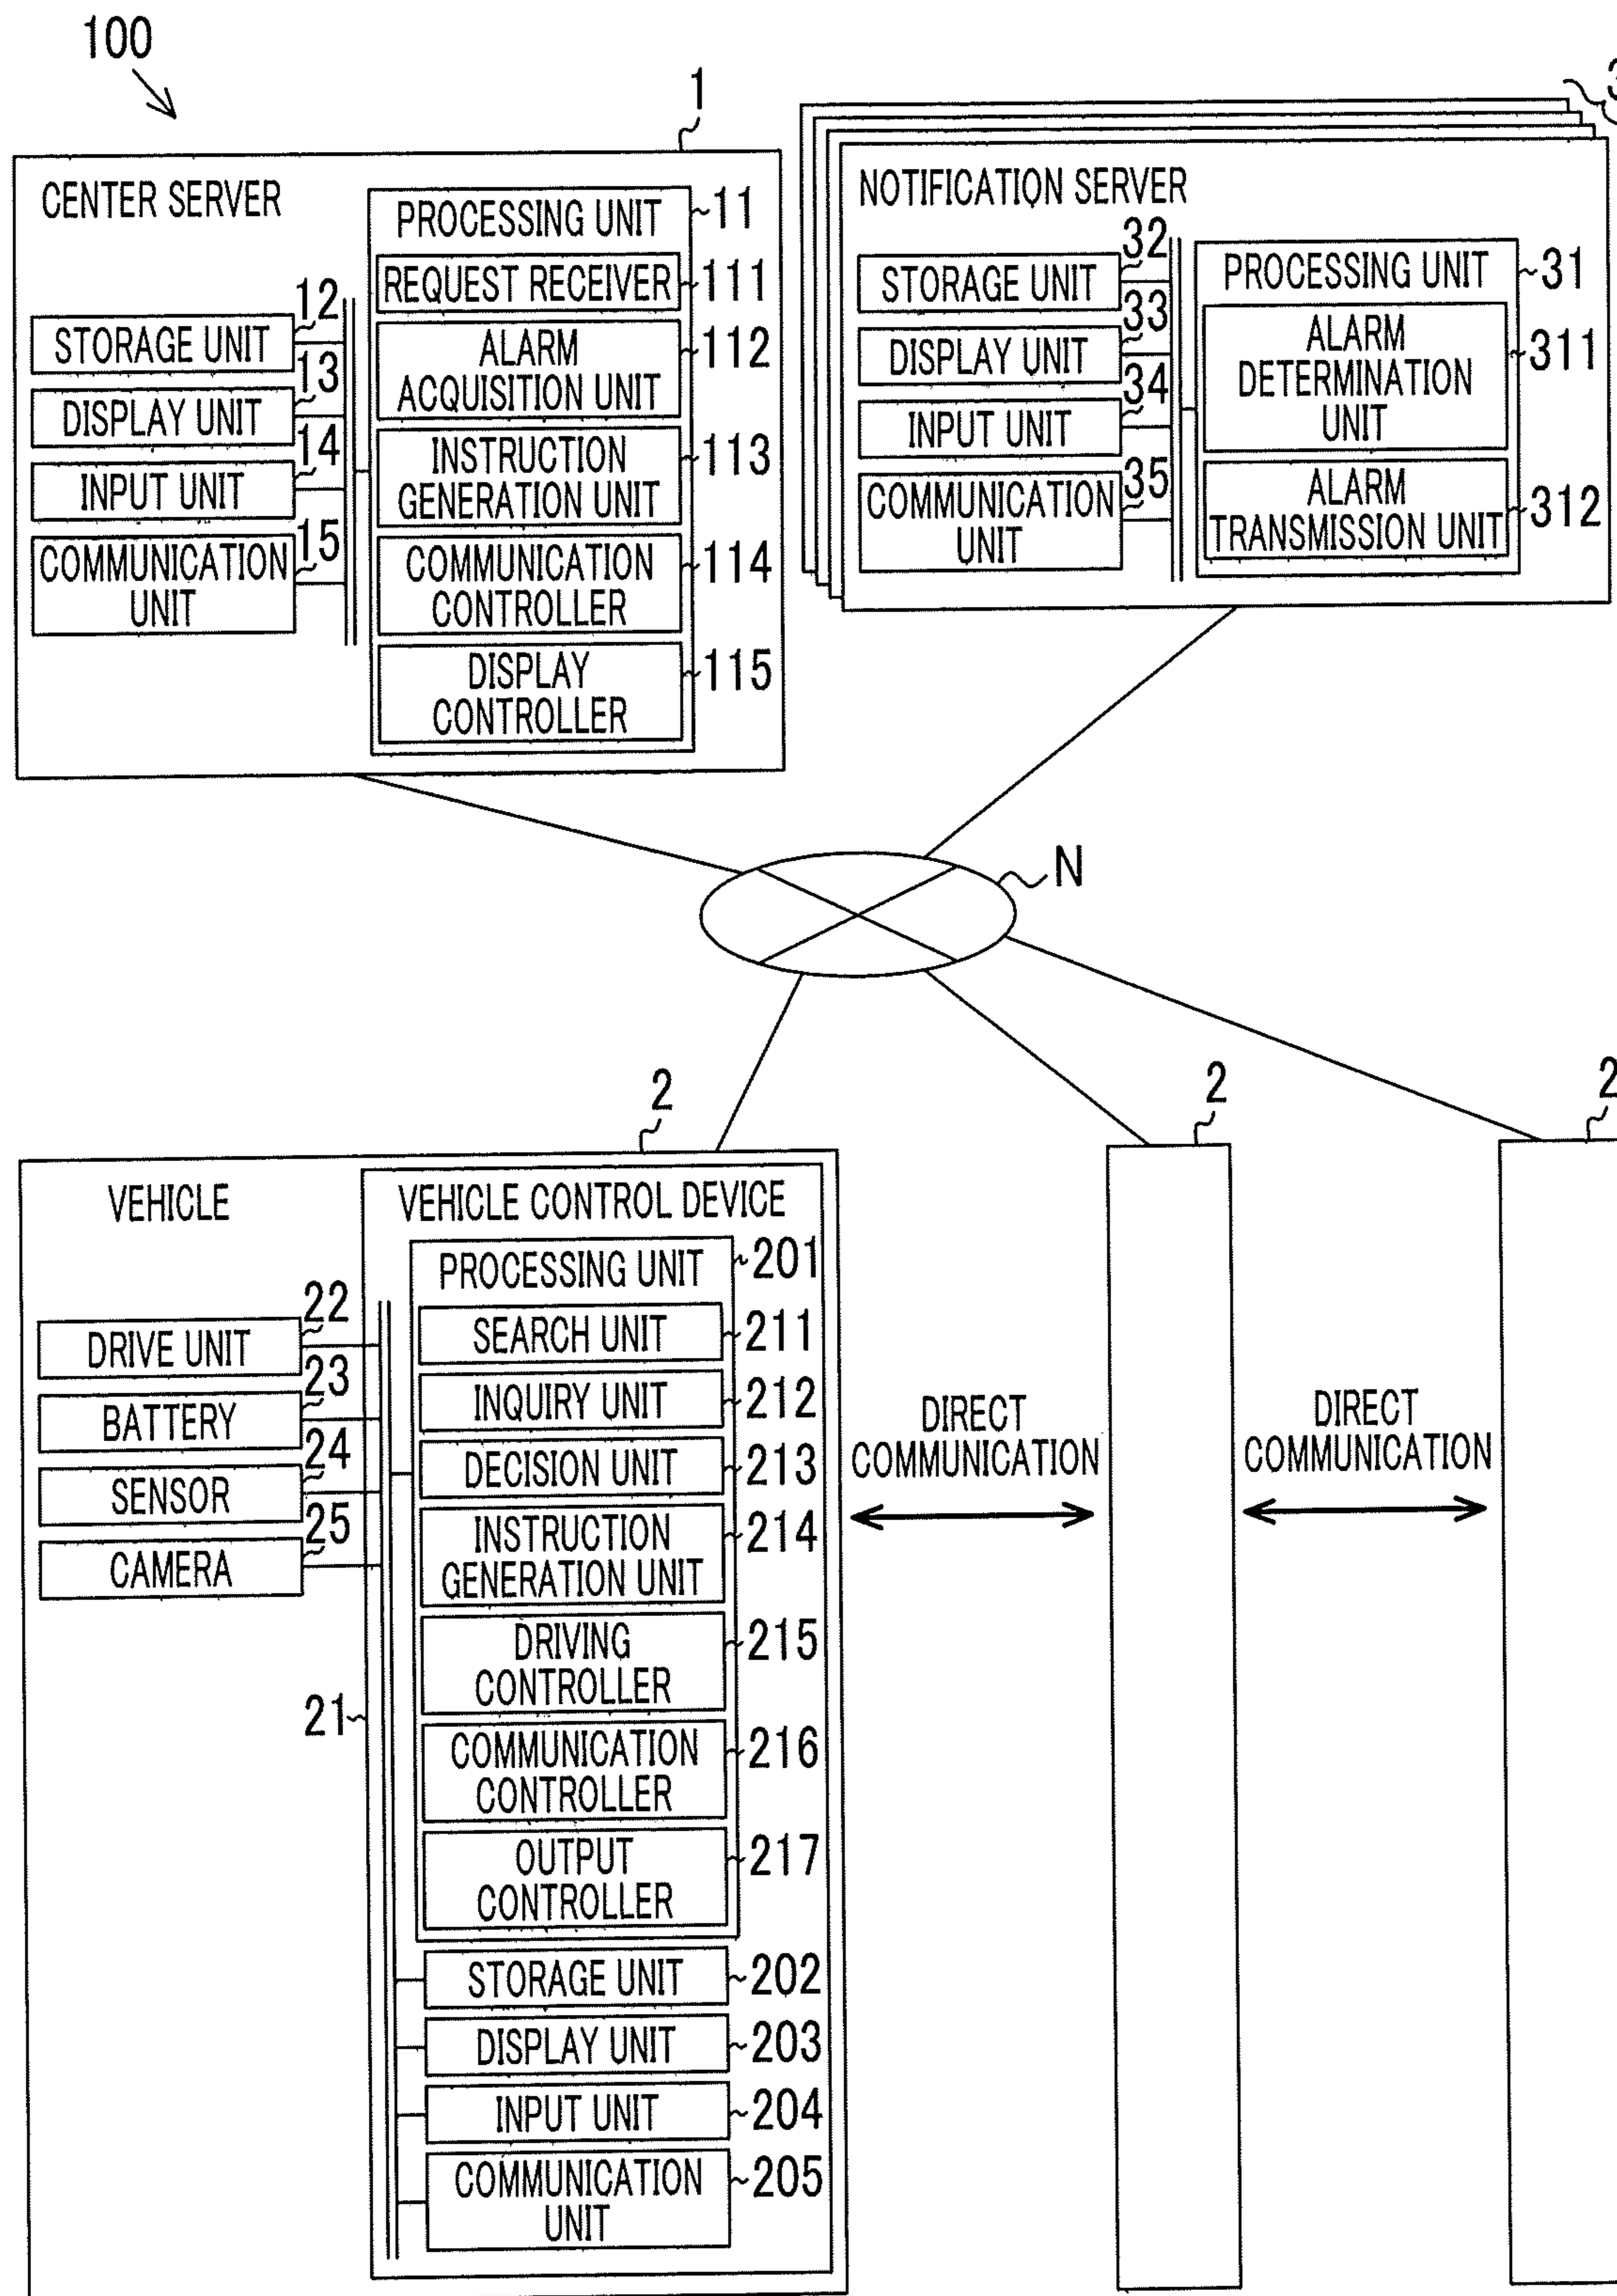 100
1
3
CENTER SERVER
PROCESSING UNIT
11
REQUEST RECEIVER
111
12
STORAGE UNIT
ALARM
ACQUISITION UNIT
112
13
DISPLAY UNIT
INSTRUCTION
GENERATION UNIT
113
14
INPUT UNIT
15
COMMUNICATION
UNIT
COMMUNICATION
CONTROLLER
114
DISPLAY
CONTROLLER
115
NOTIFICATION SERVER
32
STORAGE UNIT
PROCESSING UNIT
31
33
DISPLAY UNIT
ALARM
DETERMINATION
UNIT
311
34
INPUT UNIT
35
COMMUNICATION
UNIT
ALARM
TRANSMISSION UNIT
312
N
2
2
2
VEHICLE
VEHICLE CONTROL DEVICE
PROCESSING UNIT
201
22
DRIVE UNIT
SEARCH UNIT
211
23
BATTERY
INQUIRY UNIT
212
24
SENSOR
DECISION UNIT
213
25
CAMERA
INSTRUCTION
GENERATION UNIT
214
DRIVING
CONTROLLER
215
21
COMMUNICATION
CONTROLLER
216
OUTPUT
CONTROLLER
217
STORAGE UNIT
202
DISPLAY UNIT
203
INPUT UNIT
204
COMMUNICATION
UNIT
205
DIRECT
COMMUNICATION
DIRECT
COMMUNICATION